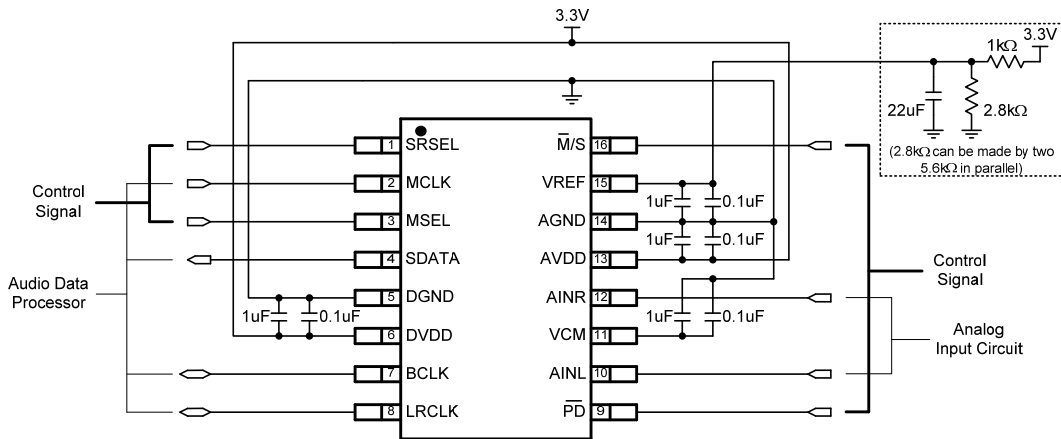 3.3V
3.3V
1kΩ
22uF
2.8kΩ
(2.8kΩ can be made by two
5.6kΩ in parallel)
Control
Signal
Audio Data
Processor
1 SRSEL
2 MCLK
3 MSEL
4 SDATA
5 DGND
6 DVDD
7 BCLK
8 LRCLK
1uF 0.1uF
M̅/S 16
VREF 15
AGND 14
AVDD 13
AINR 12
VCM 11
AINL 10
P̅D̅ 9
1uF 0.1uF
1uF 0.1uF
1uF 0.1uF
Control
Signal
Analog
Input Circuit